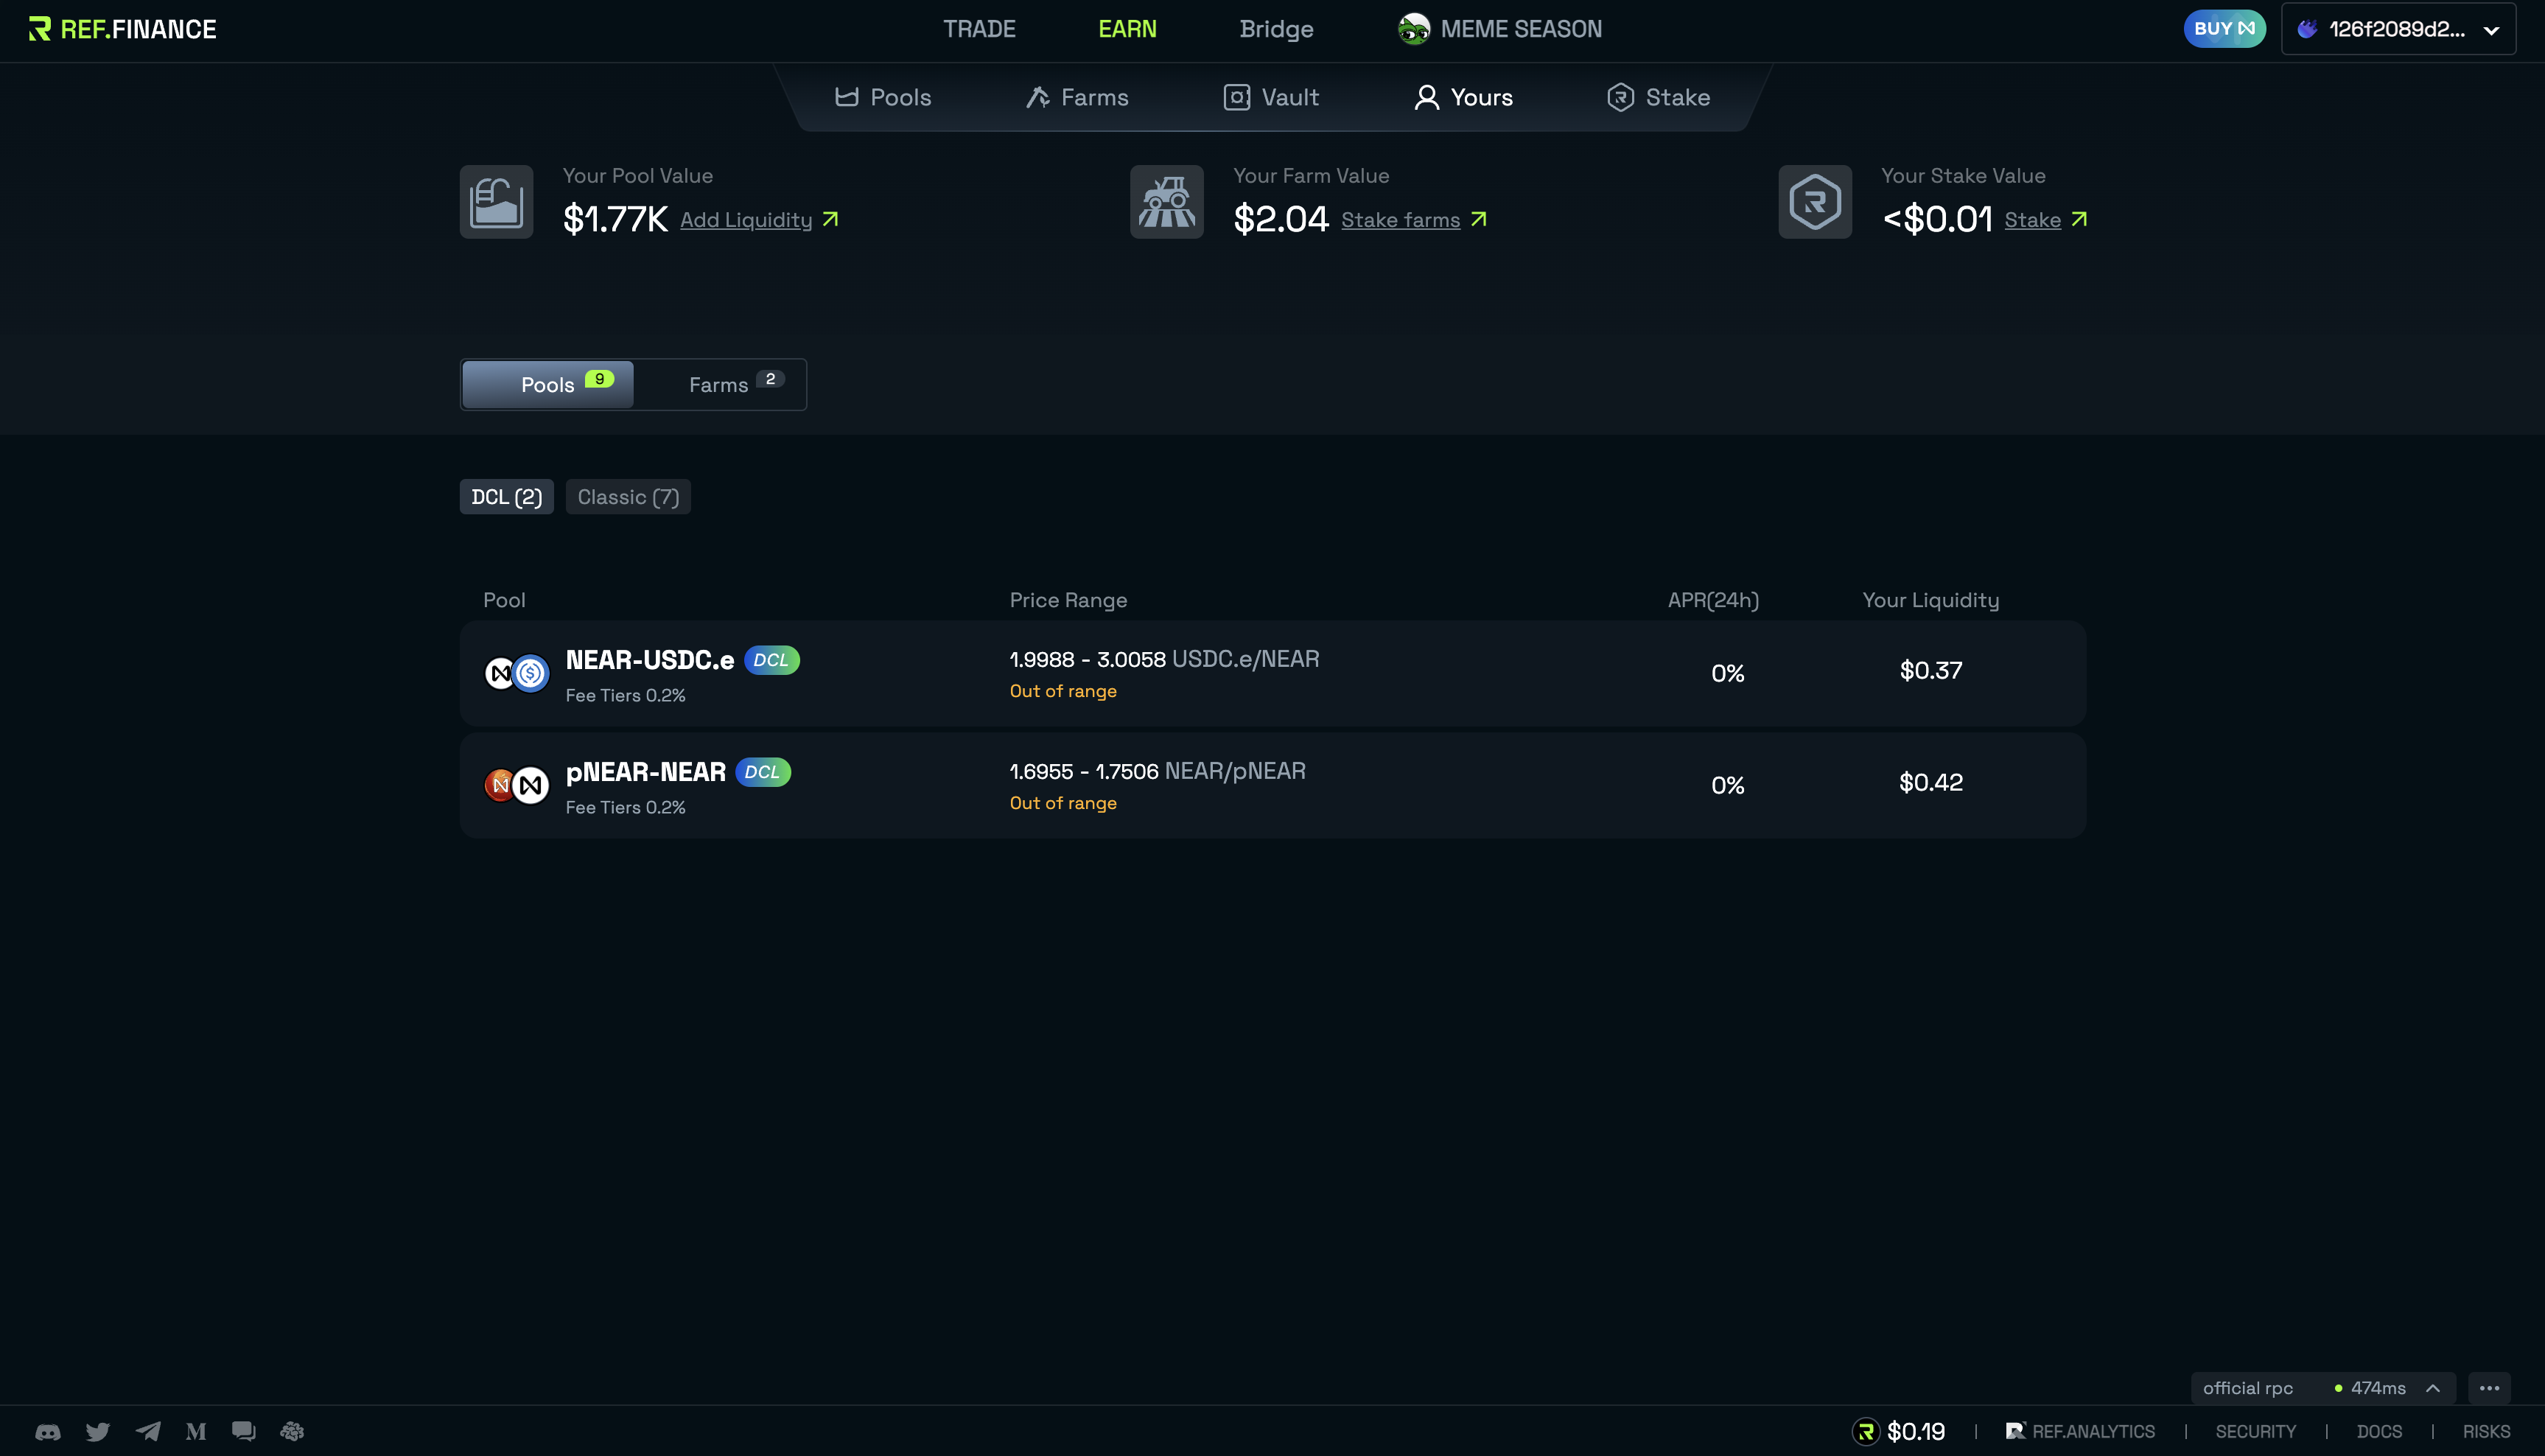 REF.FINANCE TRADE EARN Bridge MEME SEASON BUY 126f2089d2...
Pools Farms Vault Yours Stake
Your Pool Value
$1.77K Add Liquidity
Your Farm Value
$2.04 Stake farms
Your Stake Value
<$0.01 Stake
Pools 9 Farms 2
DCL (2) Classic (7)
Pool Price Range APR(24h) Your Liquidity
NEAR-USDC.e DCL 1.9988 - 3.0058 USDC.e/NEAR 0% $0.37
Fee Tiers 0.2% Out of range
pNEAR-NEAR DCL 1.6955 - 1.7506 NEAR/pNEAR 0% $0.42
Fee Tiers 0.2% Out of range
official rpc 474ms
$0.19 | REF.ANALYTICS | SECURITY | DOCS | RISKS